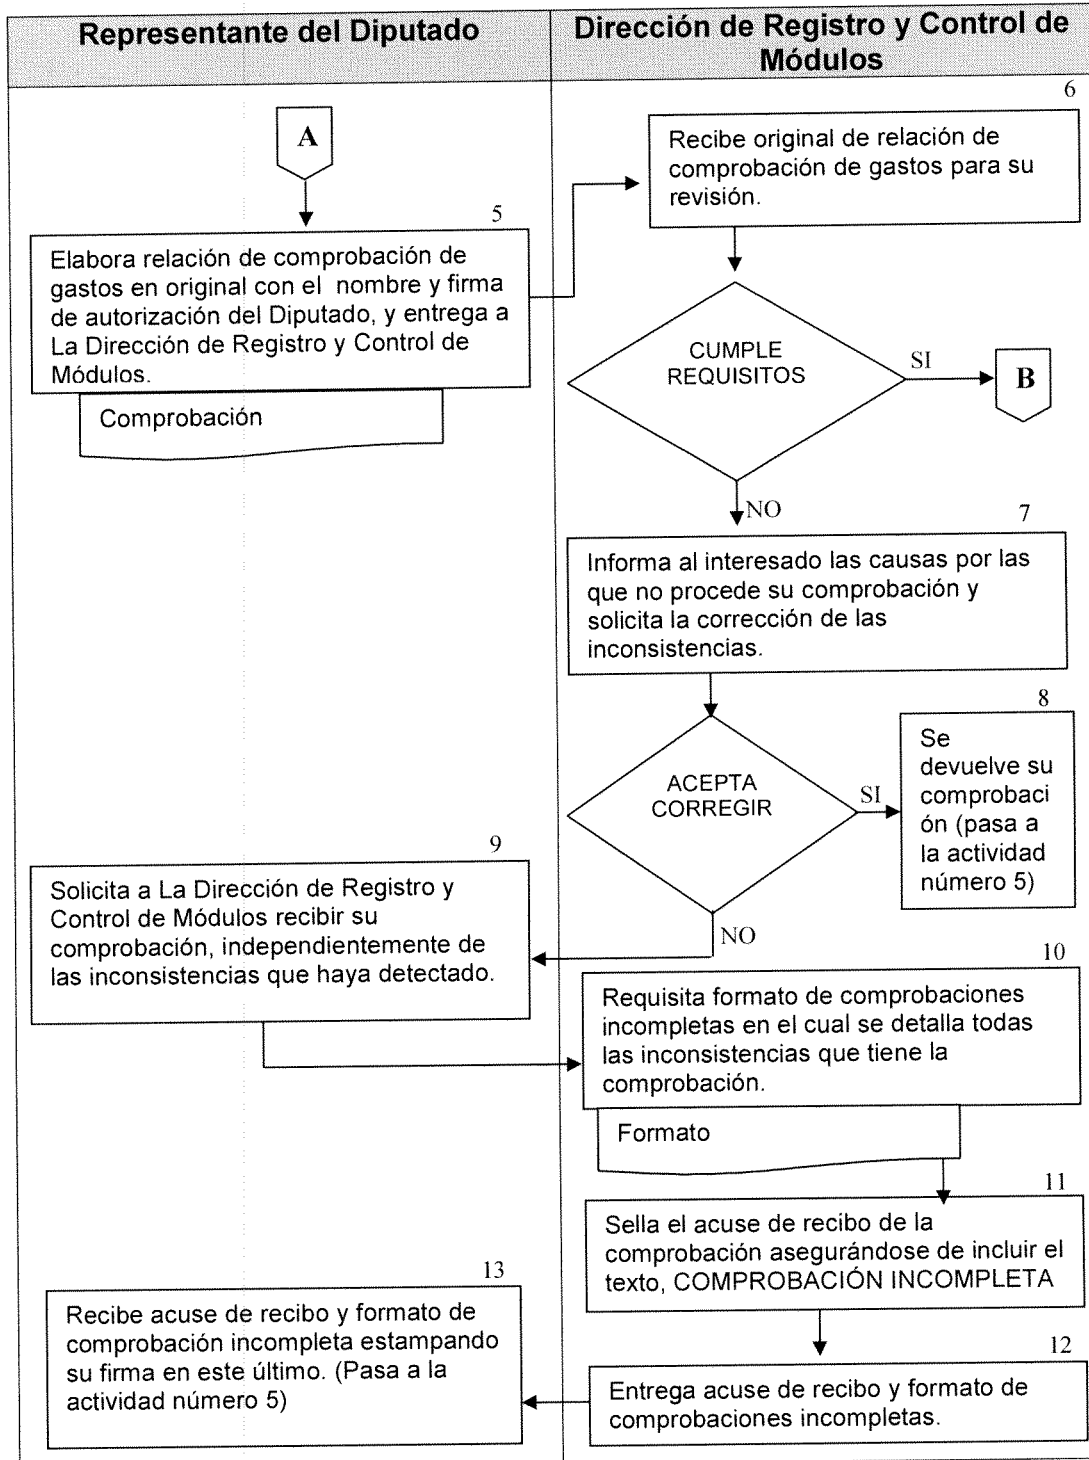 Representante del Diputado
Dirección de Registro y Control de
Módulos
A
5
Elabora relación de comprobación de
gastos en original con el nombre y firma
de autorización del Diputado, y entrega a
La Dirección de Registro y Control de
Módulos.
Comprobación
6
Recibe original de relación de
comprobación de gastos para su
revisión.
CUMPLE
REQUISITOS
SI
B
NO
7
Informa al interesado las causas por las
que no procede su comprobación y
solicita la corrección de las
inconsistencias.
ACEPTA
CORREGIR
SI
8
Se
devuelve su
comprobaci
ón (pasa a
la actividad
número 5)
NO
9
Solicita a La Dirección de Registro y
Control de Módulos recibir su
comprobación, independientemente de
las inconsistencias que haya detectado.
10
Requisita formato de comprobaciones
incompletas en el cual se detalla todas
las inconsistencias que tiene la
comprobación.
Formato
11
Sella el acuse de recibo de la
comprobación asegurándose de incluir el
texto, COMPROBACIÓN INCOMPLETA
12
Entrega acuse de recibo y formato de
comprobaciones incompletas.
13
Recibe acuse de recibo y formato de
comprobación incompleta estampando
su firma en este último. (Pasa a la
actividad número 5)